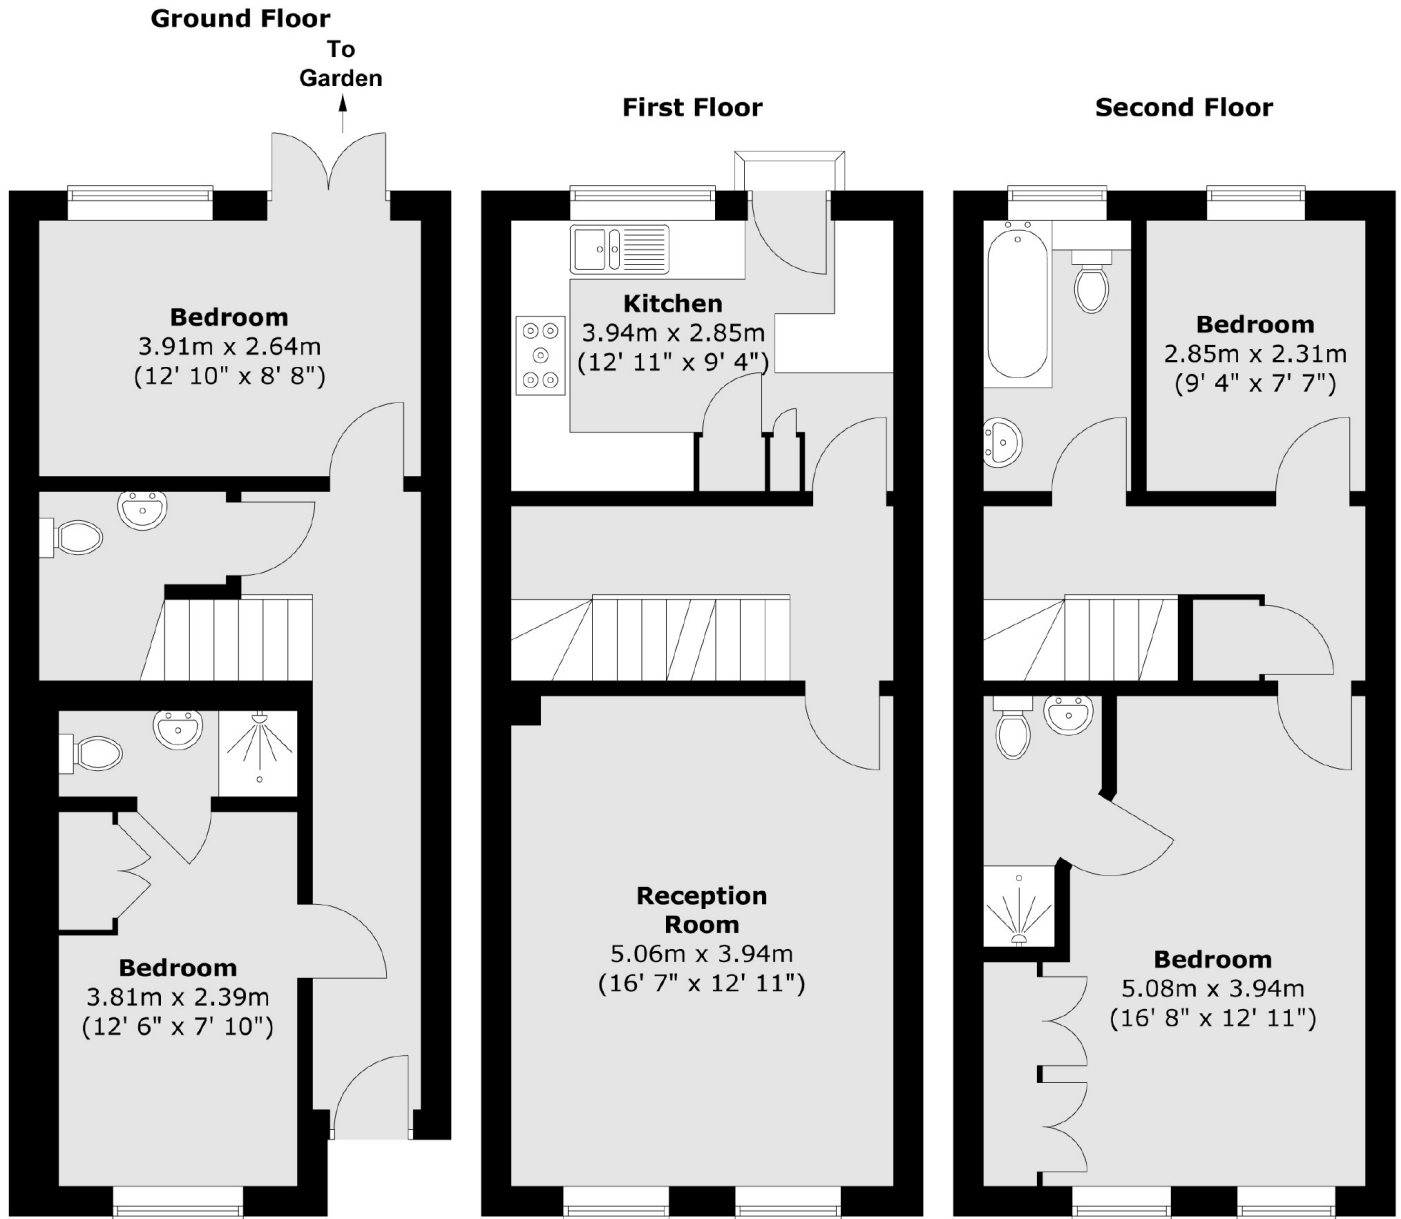 Ground Floor
To
Garden
Bedroom
3.91m x 2.64m
(12' 10" x 8' 8")
Bedroom
3.81m x 2.39m
(12' 6" x 7' 10")
First Floor
Kitchen
3.94m x 2.85m
(12' 11" x 9' 4")
Reception
Room
5.06m x 3.94m
(16' 7" x 12' 11")
Second Floor
Bedroom
2.85m x 2.31m
(9' 4" x 7' 7")
Bedroom
5.08m x 3.94m
(16' 8" x 12' 11")